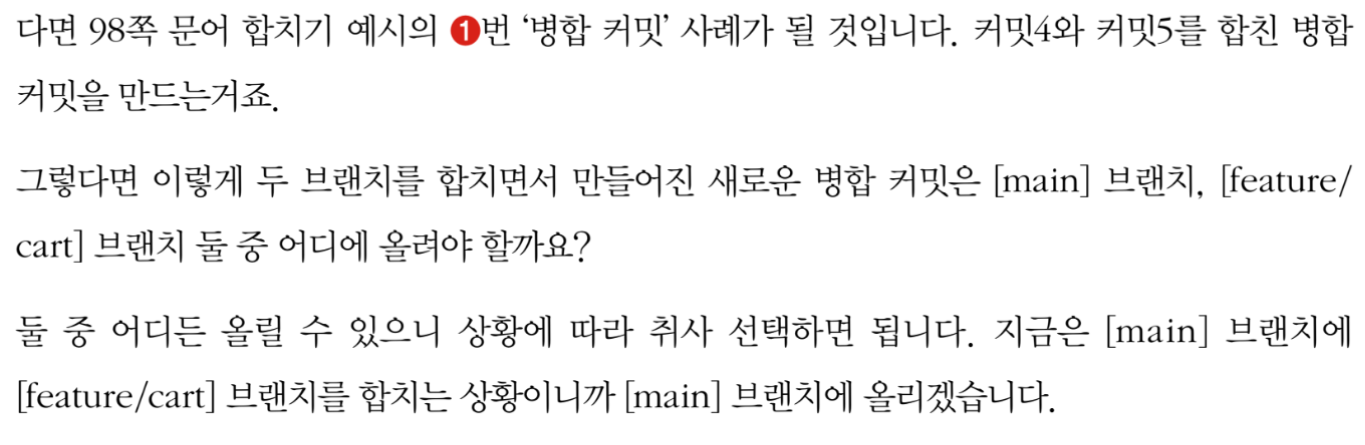 다면 98쪽 문어 합치기 예시의 ❶번 ‘병합 커밋’ 사례가 될 것입니다. 커밋4와 커밋5를 합친 병합
커밋을 만드는거죠.
그렇다면 이렇게 두 브랜치를 합치면서 만들어진 새로운 병합 커밋은 [main] 브랜치, [feature/
cart] 브랜치 둘 중 어디에 올려야 할까요?
둘 중 어디든 올릴 수 있으니 상황에 따라 취사 선택하면 됩니다. 지금은 [main] 브랜치에
[feature/cart] 브랜치를 합치는 상황이니까 [main] 브랜치에 올리겠습니다.